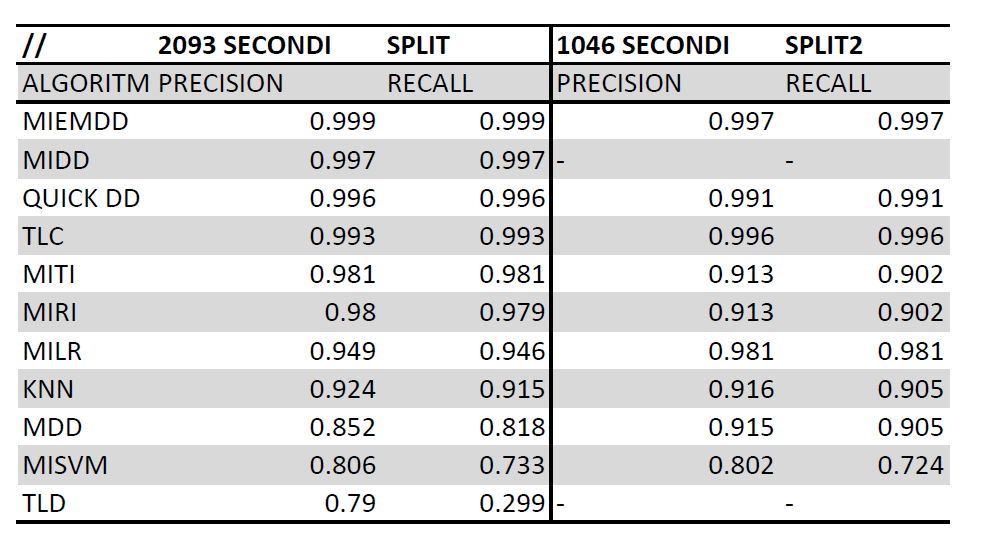 // 2093 SECONDI SPLIT 1046 SECONDI SPLIT2
ALGORITM PRECISION RECALL PRECISION RECALL
MIEMDD 0.999 0.999 0.997 0.997
MIDD 0.997 0.997 - -
QUICK DD 0.996 0.996 0.991 0.991
TLC 0.993 0.993 0.996 0.996
MITI 0.981 0.981 0.913 0.902
MIRI 0.98 0.979 0.913 0.902
MILR 0.949 0.946 0.981 0.981
KNN 0.924 0.915 0.916 0.905
MDD 0.852 0.818 0.915 0.905
MISVM 0.806 0.733 0.802 0.724
TLD 0.79 0.299 - -